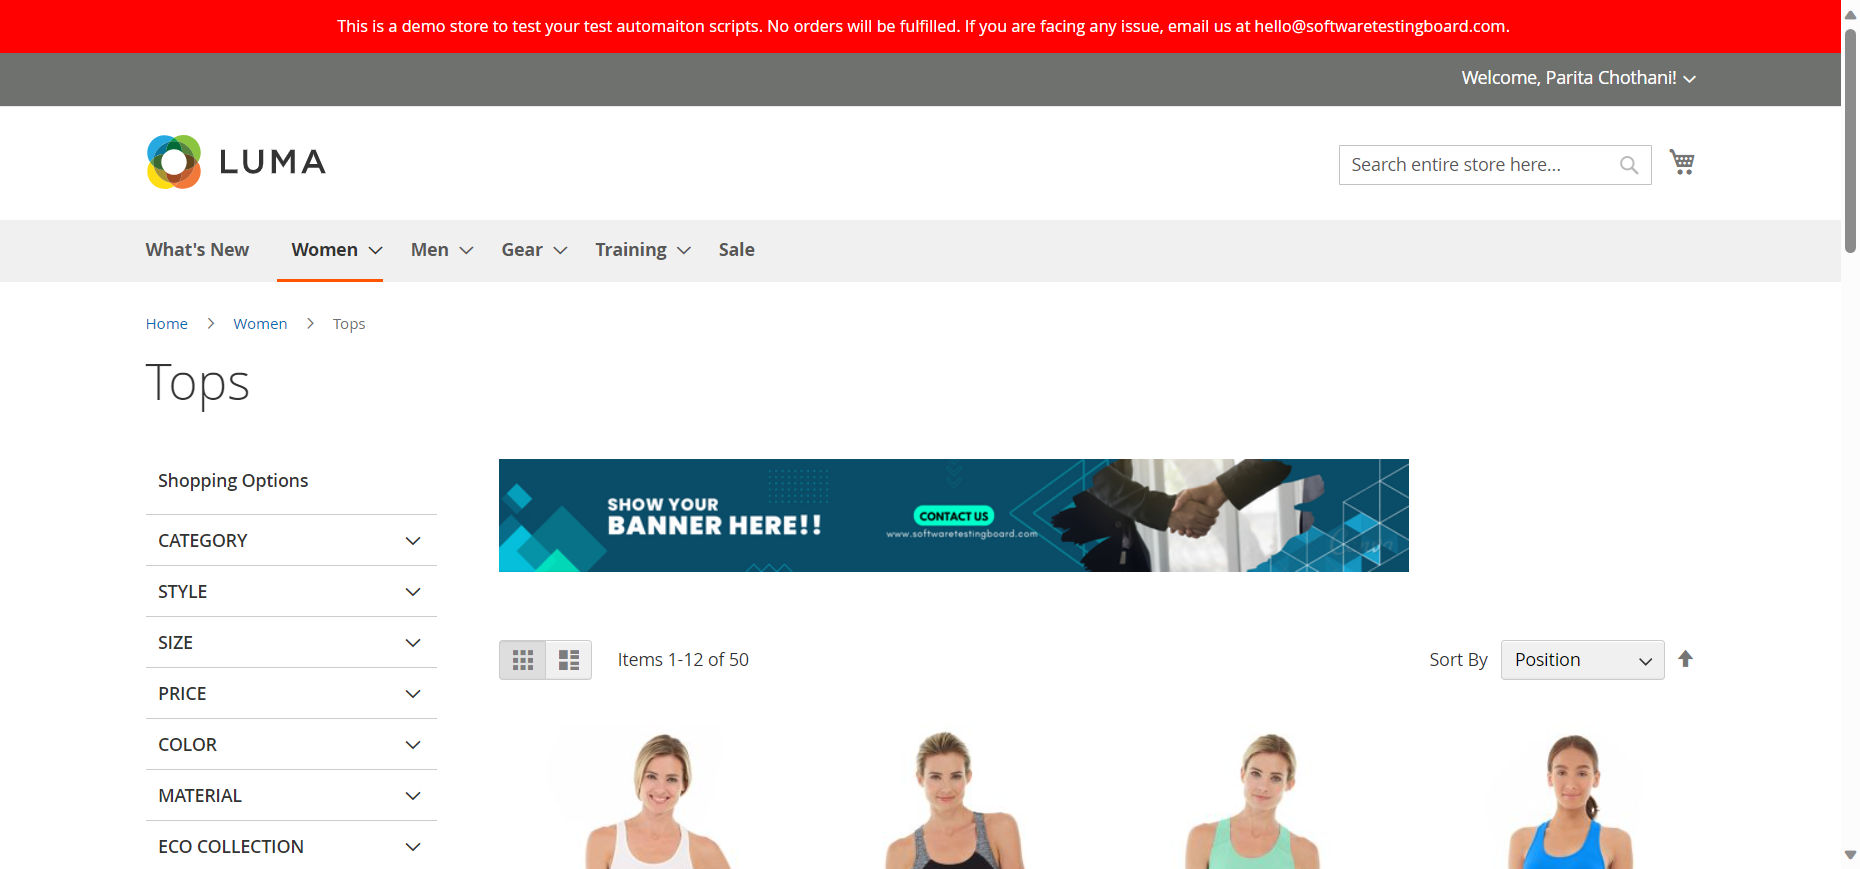 This is a demo store to test your test automaiton scripts. No orders will be fulfilled. If you are facing any issue, email us at hello@softwaretestingboard.com.
Welcome, Parita Chothani!
LUMA
Search entire store here...
What's New Women Men Gear Training Sale
Home Women Tops
Tops
Shopping Options
CATEGORY
STYLE
SIZE
PRICE
COLOR
MATERIAL
ECO COLLECTION
SHOW YOUR
BANNER HERE!!
CONTACT US
www.softwaretestingboard.com
Canva
Items 1-12 of 50
Sort By Position